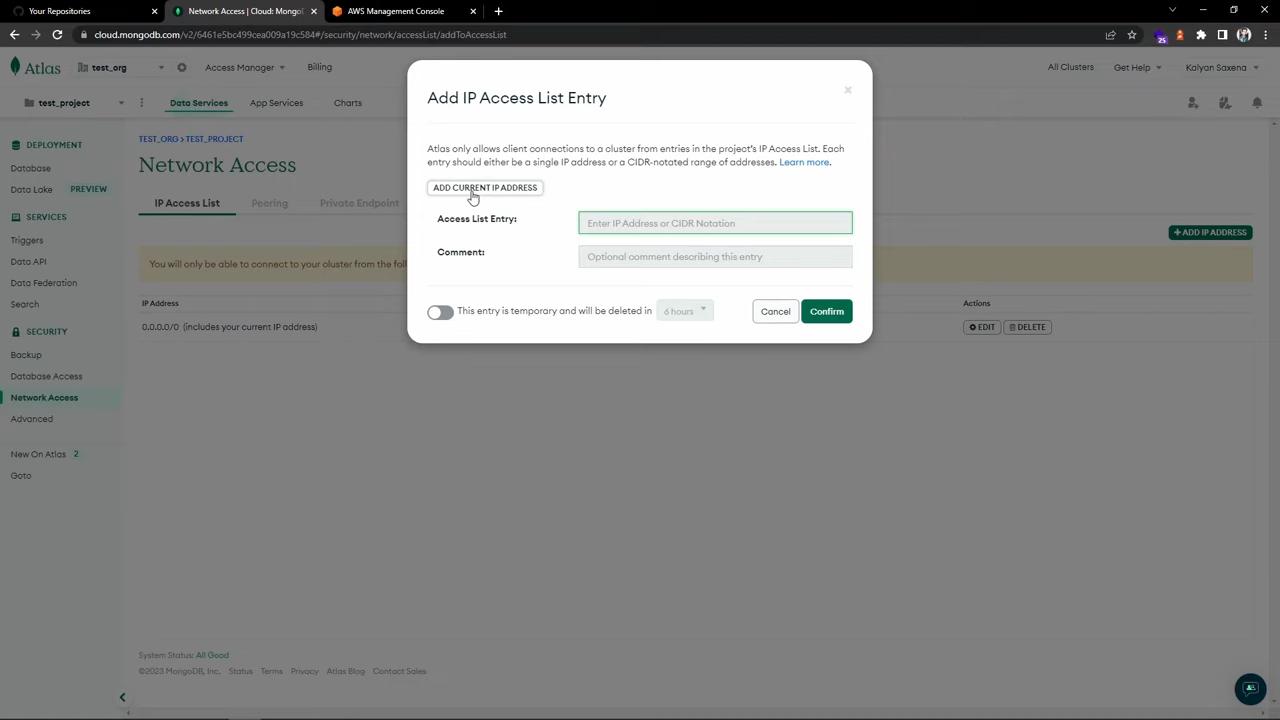 Your Repositories
Network Access | Cloud: Mongo
AWS Management Console
cloud.mongodb.com/v2/6461e5bc499cea009a19c584#/security/network/accessList/addToAccessList
25
Atlas
test_org
Access Manager
Billing
All Clusters
Get Help
Kalyan Saxena
test_project
Data Services
App Services
Charts
DEPLOYMENT
Database
Data Lake
PREVIEW
SERVICES
Triggers
Data API
Data Federation
Search
SECURITY
Backup
Database Access
Network Access
Advanced
New On Atlas 2
Goto
TEST_ORG > TEST_PROJECT
Network Access
IP Access List
Peering
Private Endpoint
+ ADD IP ADDRESS
You will only be able to connect to your cluster from the
IP Address
Actions
0.0.0.0/0 (includes your current IP address)
EDIT
DELETE
Add IP Access List Entry
Atlas only allows client connections to a cluster from entries in the project's IP Access List. Each
entry should either be a single IP address or a CIDR-notated range of addresses. Learn more.
ADD CURRENT IP ADDRESS
Access List Entry:
Enter IP Address or CIDR Notation
Comment:
Optional comment describing this entry
This entry is temporary and will be deleted in
6 hours
Cancel
Confirm
System Status: All Good
©2023 MongoDB, Inc.
Status
Terms
Privacy
Atlas Blog
Contact Sales